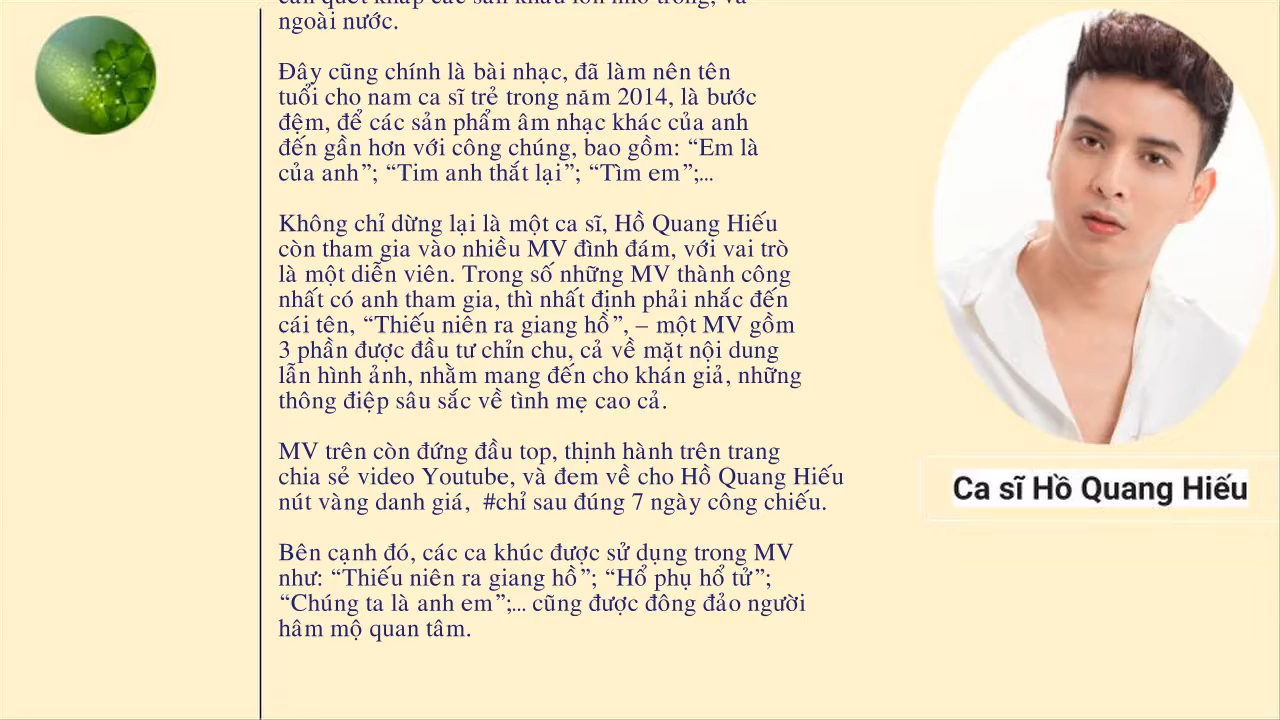 ngoài nước.
Đây cũng chính là bài nhạc, đã làm nên tên
tuổi cho nam ca sĩ trẻ trong năm 2014, là bước
đệm, để các sản phẩm âm nhạc khác của anh
đến gần hơn với công chúng, bao gồm: “Em là
của anh”; “Tim anh thắt lại”; “Tìm em”;...
Không chỉ dừng lại là một ca sĩ, Hồ Quang Hiếu
còn tham gia vào nhiều MV đình đám, với vai trò
là một diễn viên. Trong số những MV thành công
nhất có anh tham gia, thì nhất định phải nhắc đến
cái tên, “Thiếu niên ra giang hồ”, – một MV gồm
3 phần được đầu tư chỉn chu, cả về mặt nội dung
lẫn hình ảnh, nhằm mang đến cho khán giả, những
thông điệp sâu sắc về tình mẹ cao cả.
MV trên còn đứng đầu top, thịnh hành trên trang
chia sẻ video Youtube, và đem về cho Hồ Quang Hiếu
nút vàng danh giá,  #chỉ sau đúng 7 ngày công chiếu.
Bên cạnh đó, các ca khúc được sử dụng trong MV
như: “Thiếu niên ra giang hồ”; “Hổ phụ hổ tử”;
“Chúng ta là anh em”;... cũng được đông đảo người
hâm mộ quan tâm.
Ca sĩ Hồ Quang Hiếu